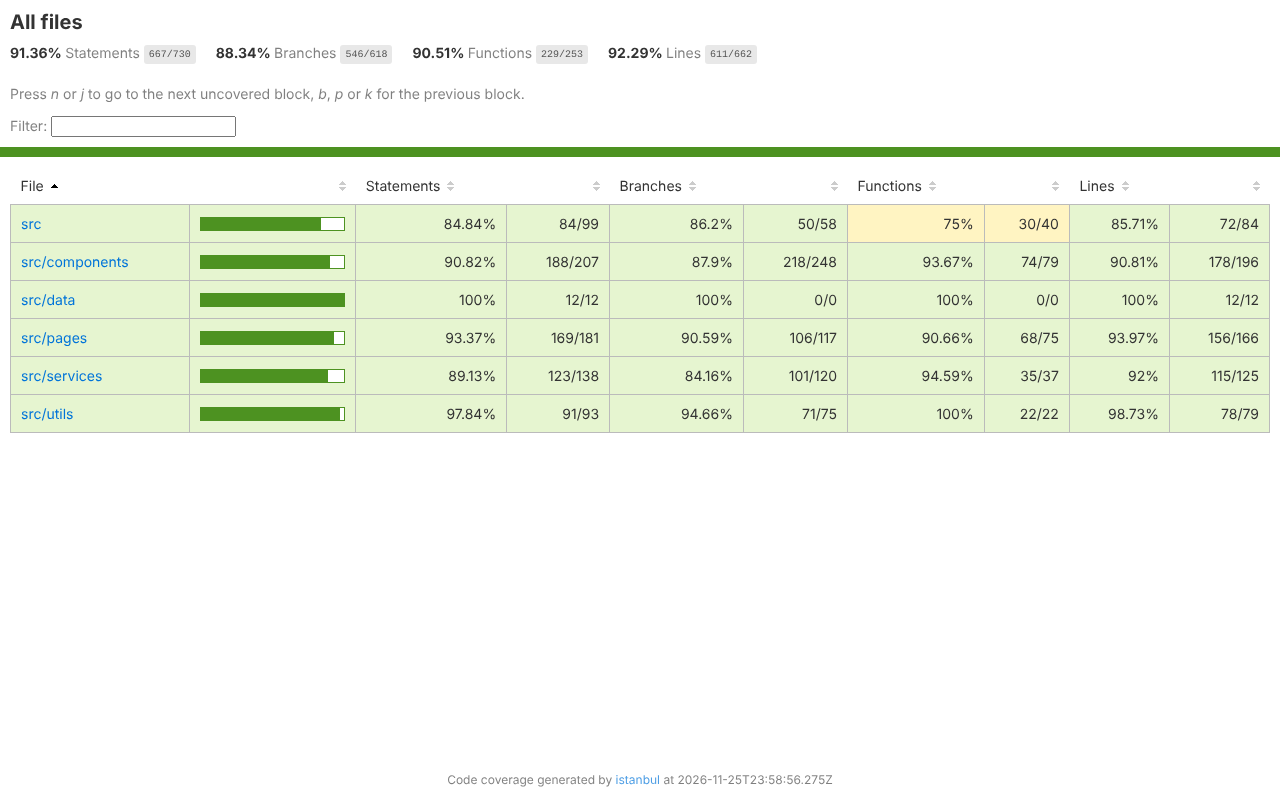 All files
91.36% Statements 667/730 88.34% Branches 546/618 90.51% Functions 229/253 92.29% Lines 611/662
Press n or j to go to the next uncovered block, b, p or k for the previous block.
Filter:
File Statements Branches Functions Lines
src 84.84% 84/99 86.2% 50/58 75% 30/40 85.71% 72/84
src/components 90.82% 188/207 87.9% 218/248 93.67% 74/79 90.81% 178/196
src/data 100% 12/12 100% 0/0 100% 0/0 100% 12/12
src/pages 93.37% 169/181 90.59% 106/117 90.66% 68/75 93.97% 156/166
src/services 89.13% 123/138 84.16% 101/120 94.59% 35/37 92% 115/125
src/utils 97.84% 91/93 94.66% 71/75 100% 22/22 98.73% 78/79
Code coverage generated by istanbul at 2026-11-25T23:58:56.275Z